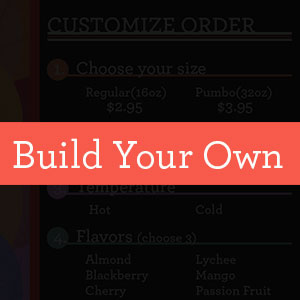 CUSTOMIZE ORDER
1. Choose your size
Regular(16oz) Pumbo(32oz)
$2.95 $3.95
Build Your Own
3. Temperature
Hot Cold
4. Flavors (choose 3)
Almond Lychee
Blackberry Mango
Cherry Passion Fruit